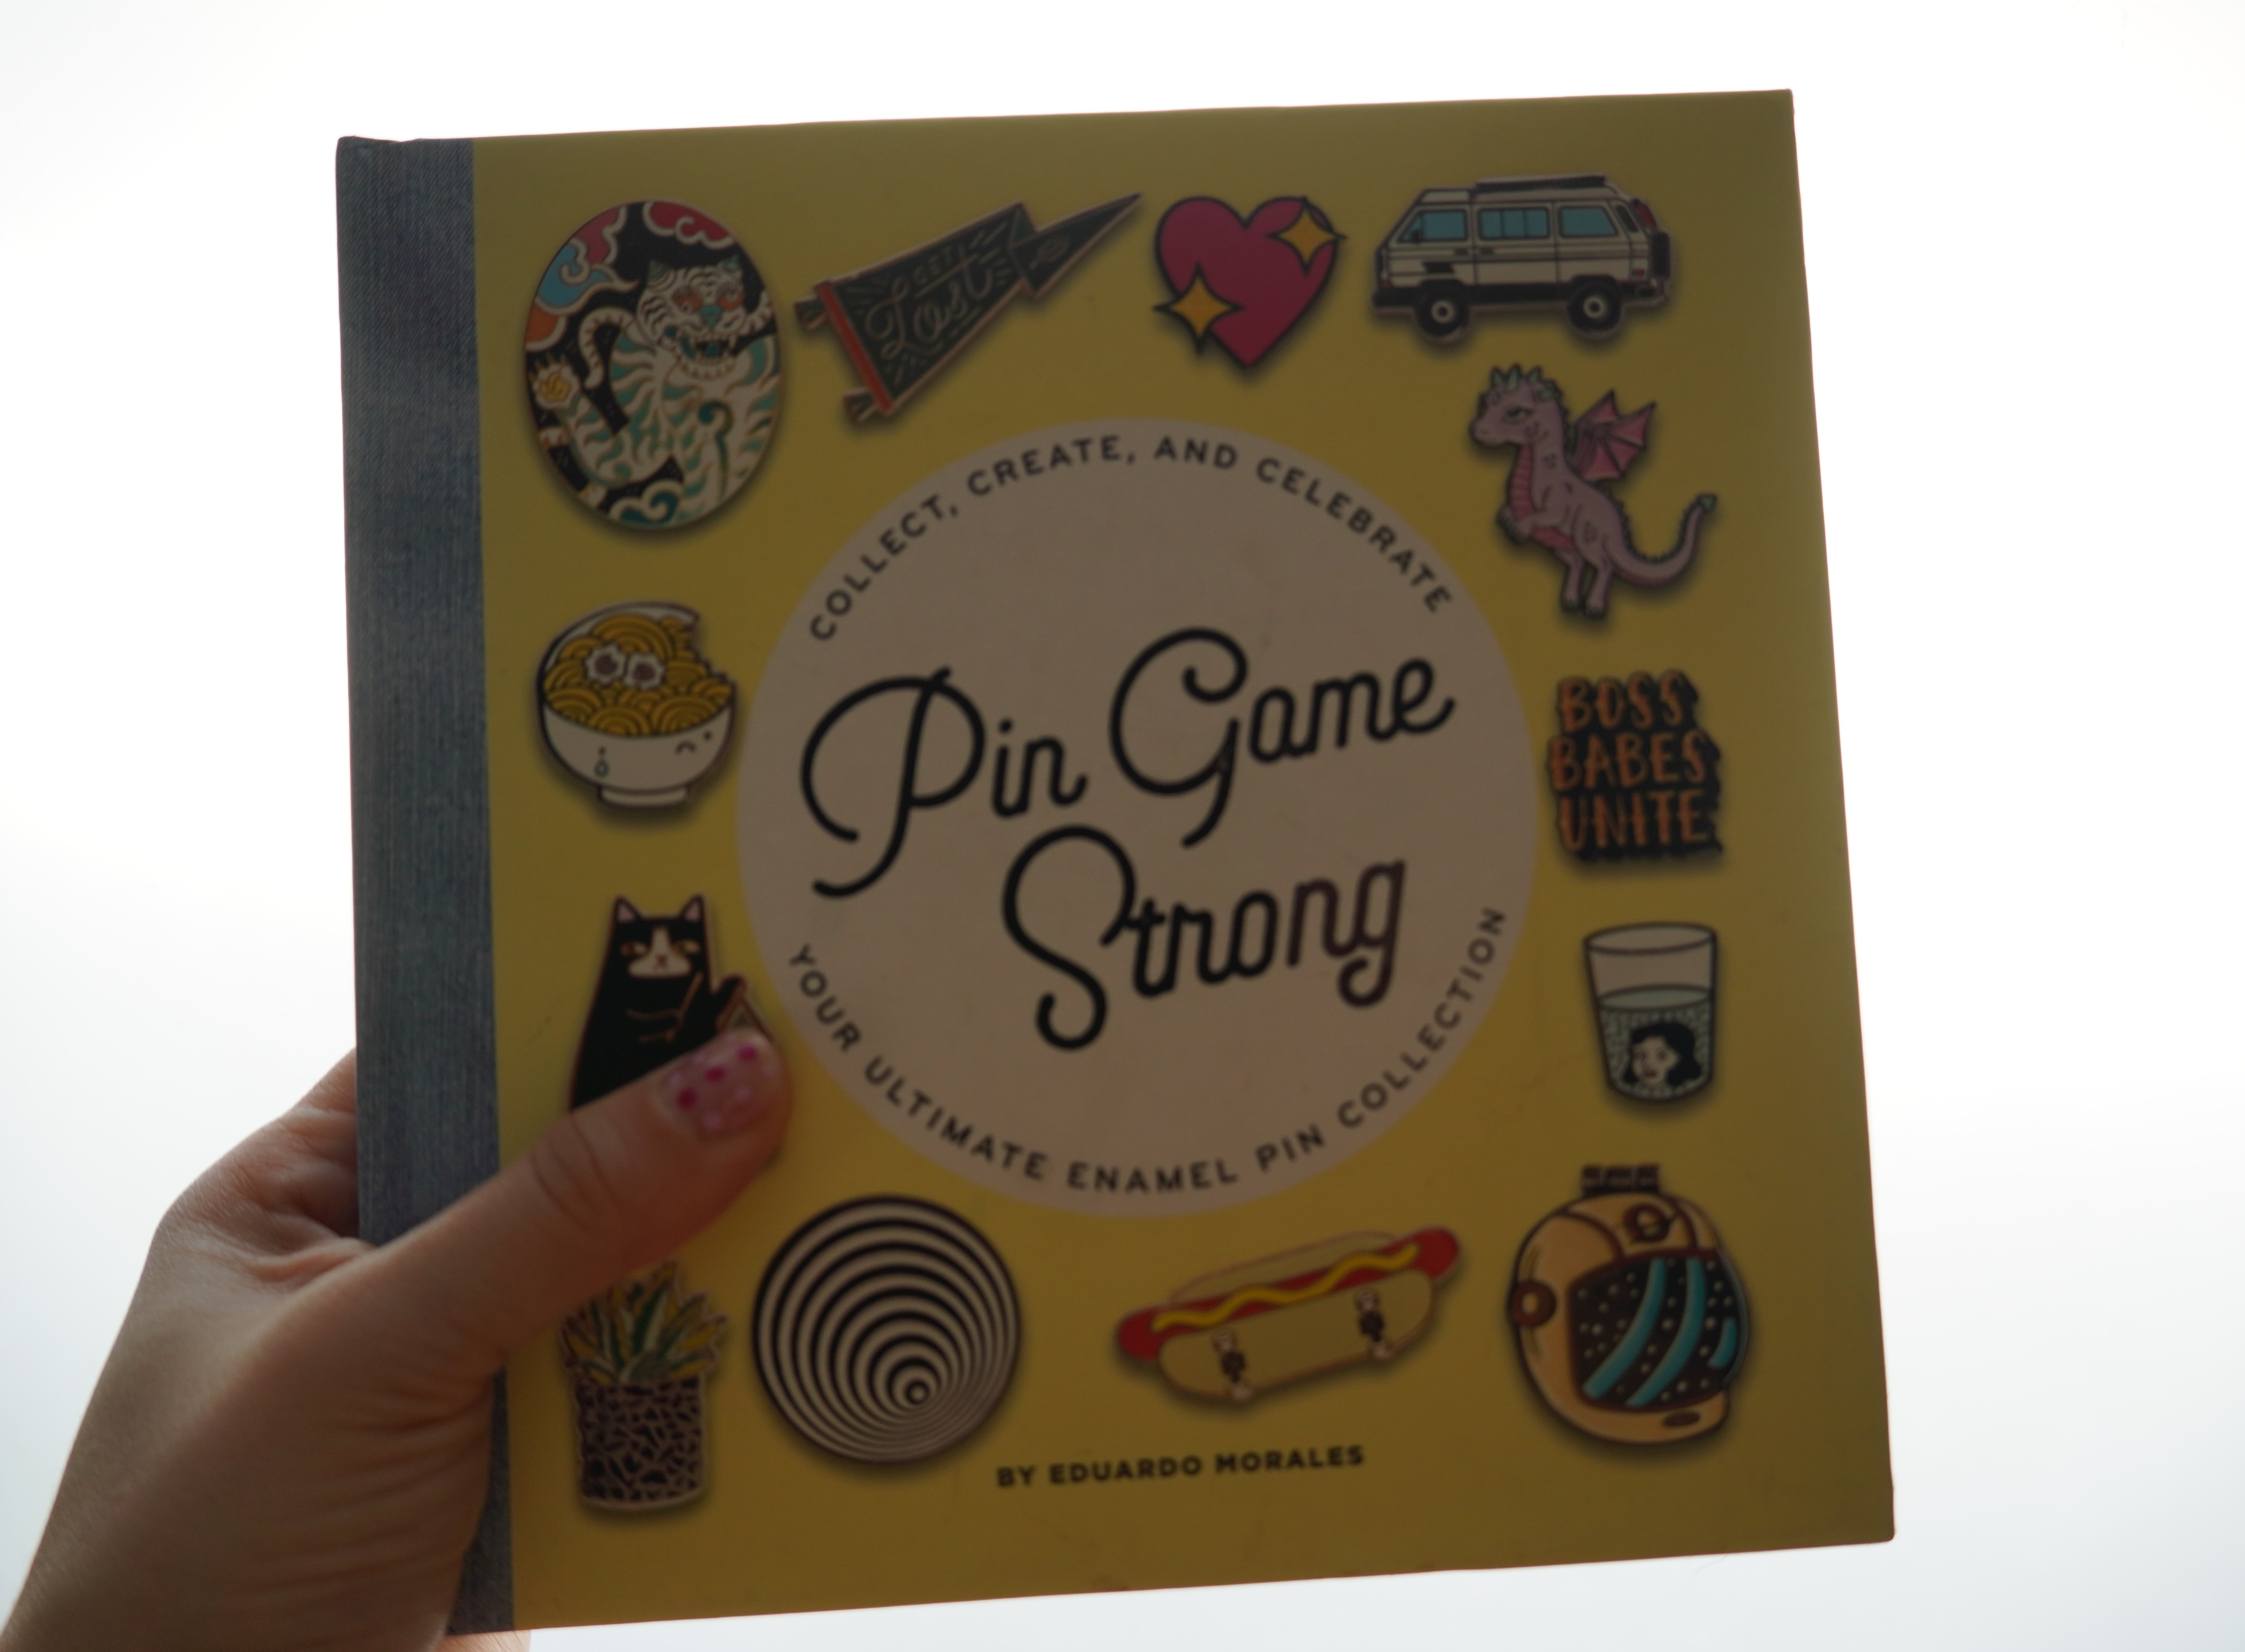 GET
Lost
COLLECT, CREATE, AND CELEBRATE
Pin Game
Strong
YOUR ULTIMATE ENAMEL PIN COLLECTION
BOSS
BABES
UNITE
BY EDUARDO MORALES